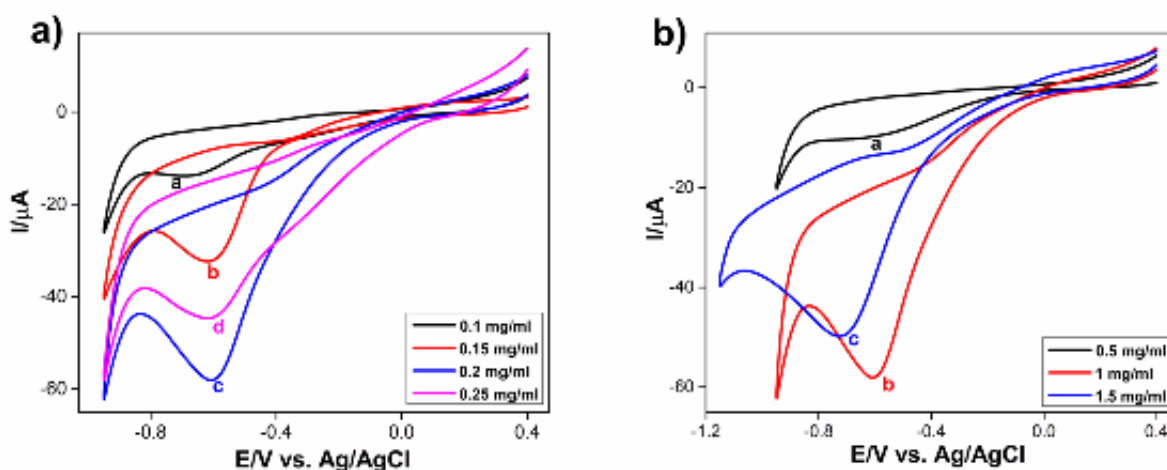 a)
0
-20
-40
-60
I/µA
-0.8
-0.4
0.0
0.4
E/V vs. Ag/AgCl
a
b
d
c
0.1 mg/ml
0.15 mg/ml
0.2 mg/ml
0.25 mg/ml
b)
0
-20
-40
-60
I/µA
-1.2
-0.8
-0.4
0.0
0.4
E/V vs. Ag/AgCl
a
c
b
0.5 mg/ml
1 mg/ml
1.5 mg/ml